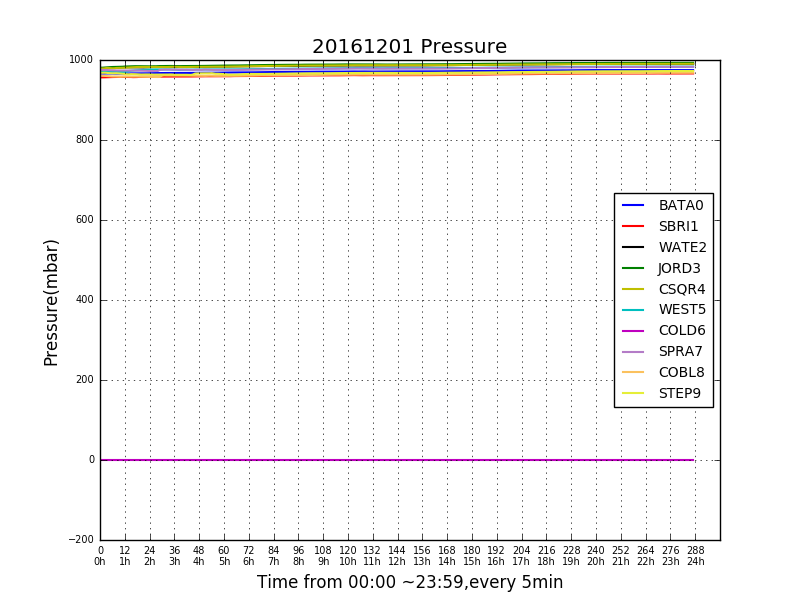 20161201 Pressure
1000
800
600
400
200
0
−200
Pressure(mbar)
BATA0
SBRI1
WATE2
JORD3
CSQR4
WEST5
COLD6
SPRA7
COBL8
STEP9
0 12 24 36 48 60 72 84 96 108 120 132 144 156 168 180 192 204 216 228 240 252 264 276 288
0h 1h 2h 3h 4h 5h 6h 7h 8h 9h 10h 11h 12h 13h 14h 15h 16h 17h 18h 19h 20h 21h 22h 23h 24h
Time from 00:00 ~23:59,every 5min